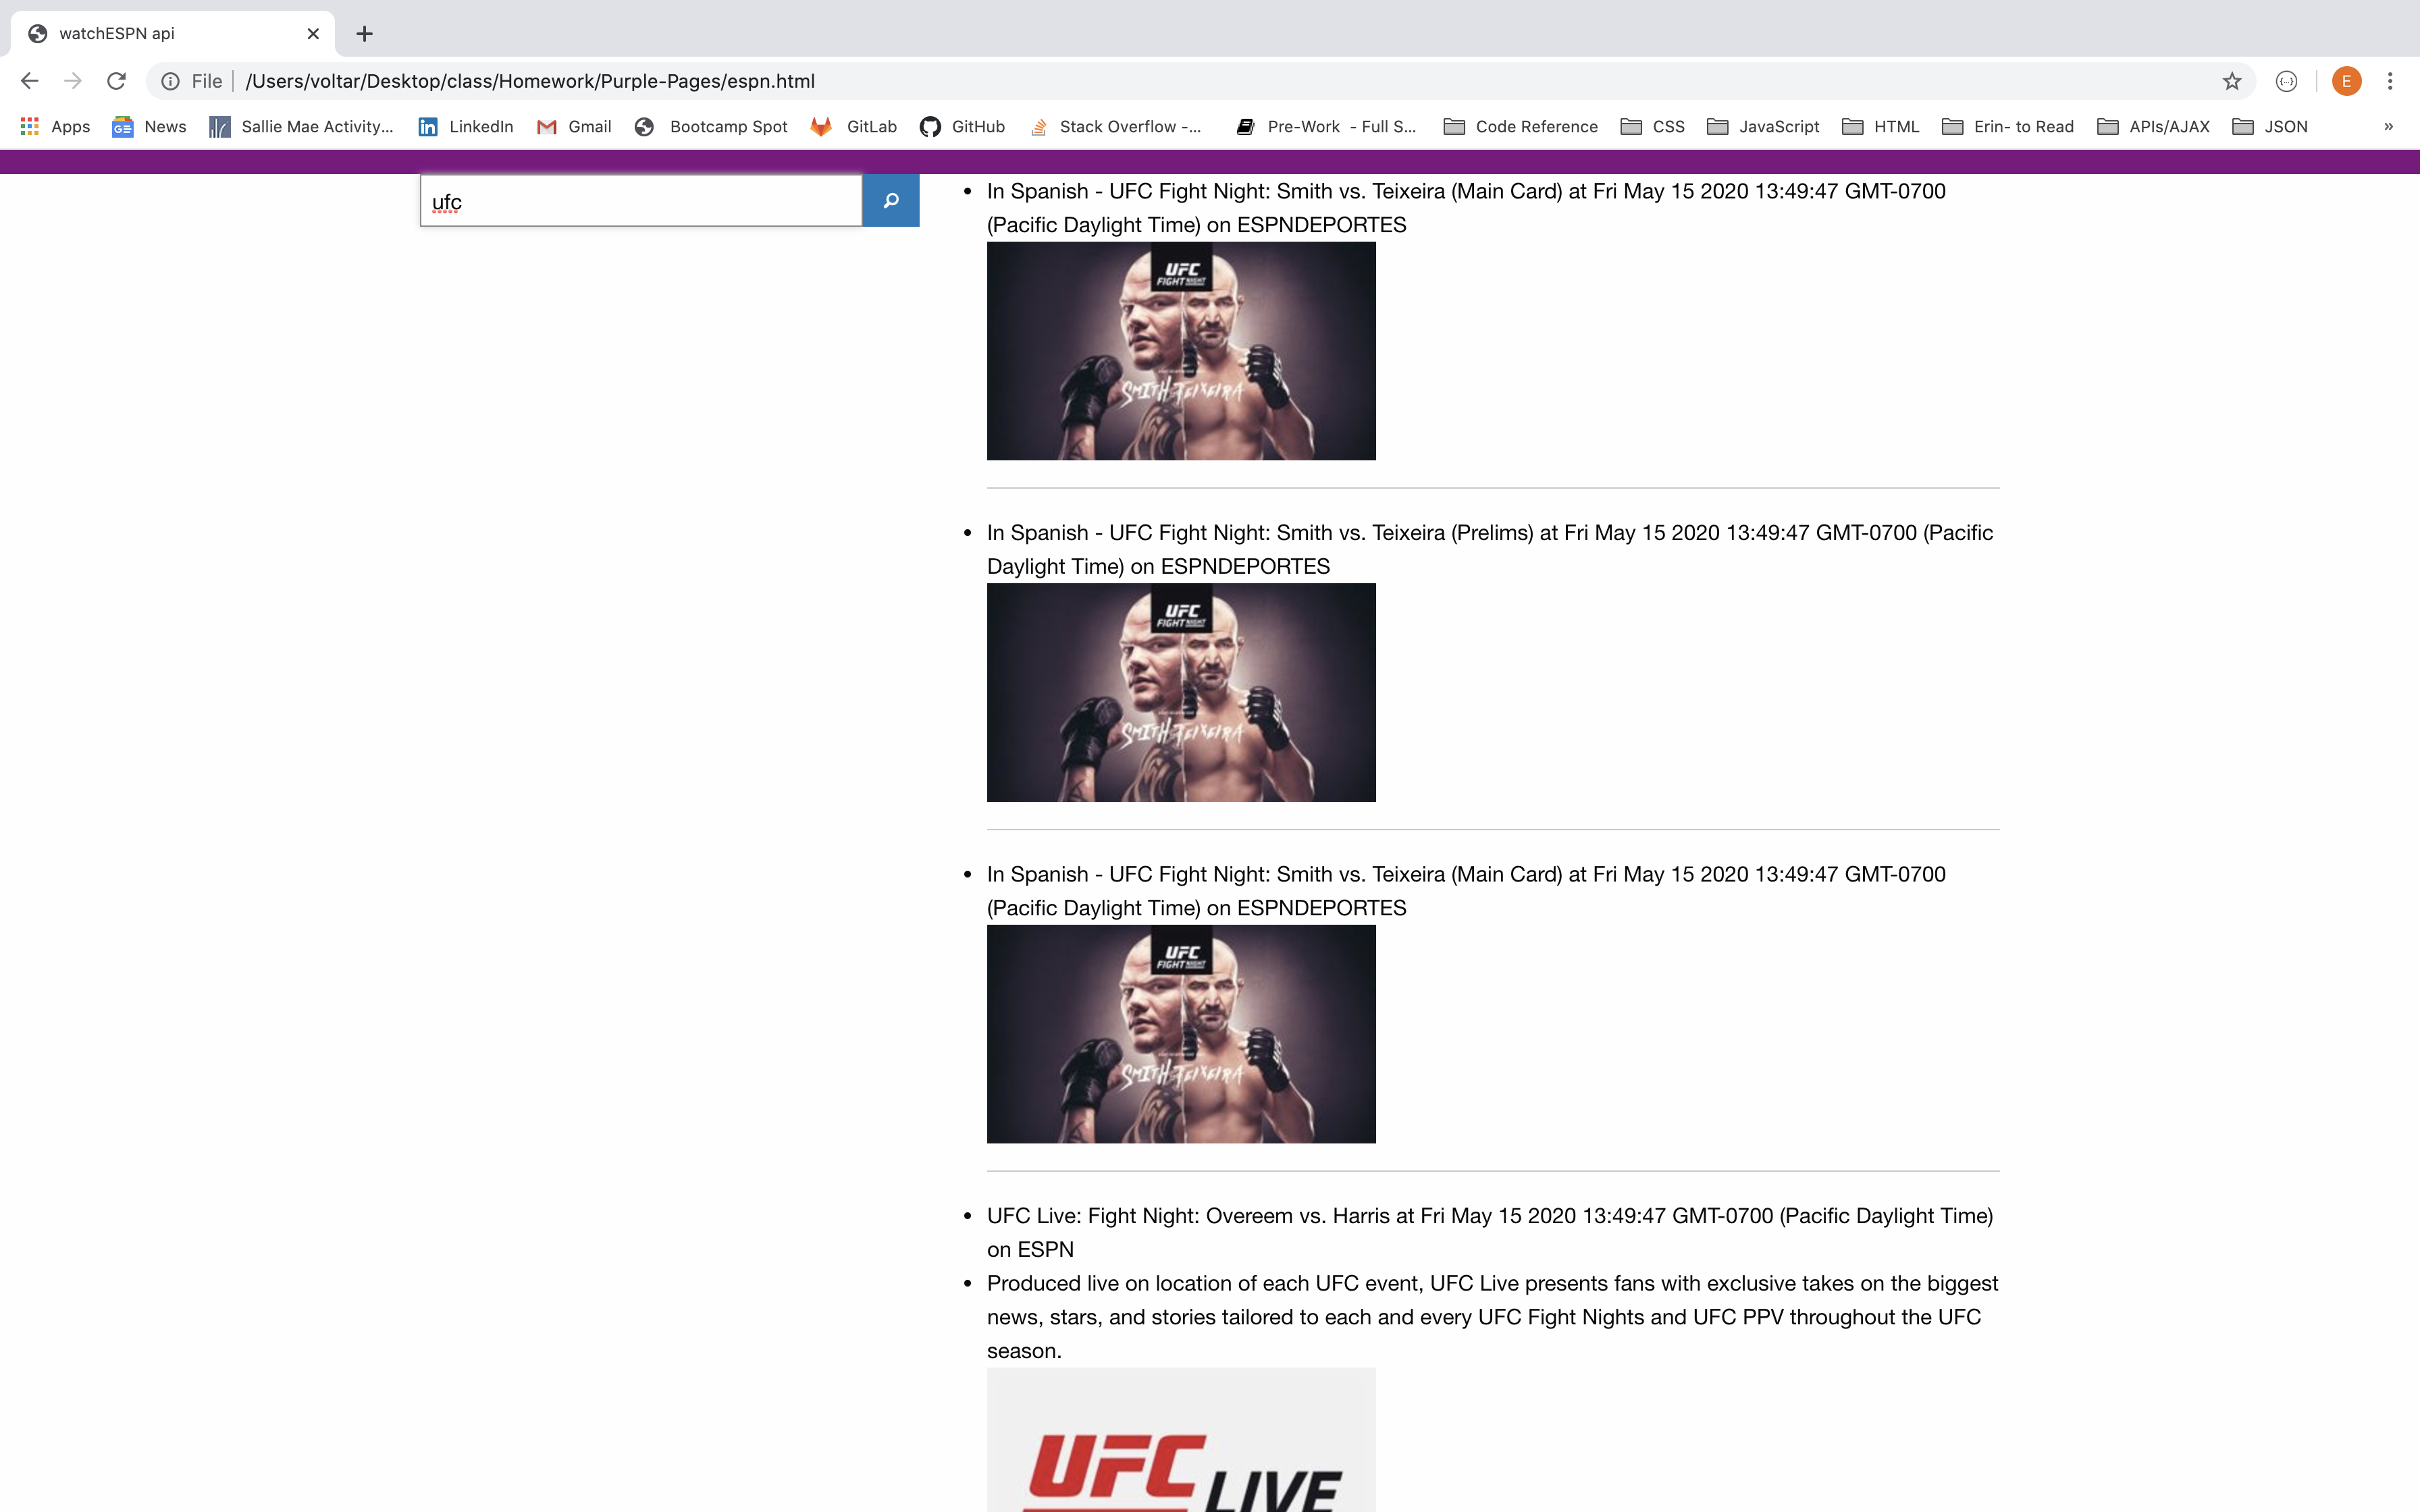 watchESPN api
File | /Users/voltar/Desktop/class/Homework/Purple-Pages/espn.html
E
Apps News Sallie Mae Activity... LinkedIn Gmail Bootcamp Spot GitLab GitHub Stack Overflow -... Pre-Work - Full S... Code Reference CSS JavaScript HTML Erin- to Read APIs/AJAX JSON »
ufc
• In Spanish - UFC Fight Night: Smith vs. Teixeira (Main Card) at Fri May 15 2020 13:49:47 GMT-0700
(Pacific Daylight Time) on ESPNDEPORTES
UFC
FIGHT NIGHT
SMITH TEIXEIRA
• In Spanish - UFC Fight Night: Smith vs. Teixeira (Prelims) at Fri May 15 2020 13:49:47 GMT-0700 (Pacific
Daylight Time) on ESPNDEPORTES
UFC
FIGHT NIGHT
SMITH TEIXEIRA
• In Spanish - UFC Fight Night: Smith vs. Teixeira (Main Card) at Fri May 15 2020 13:49:47 GMT-0700
(Pacific Daylight Time) on ESPNDEPORTES
UFC
FIGHT NIGHT
SMITH TEIXEIRA
• UFC Live: Fight Night: Overeem vs. Harris at Fri May 15 2020 13:49:47 GMT-0700 (Pacific Daylight Time)
on ESPN
• Produced live on location of each UFC event, UFC Live presents fans with exclusive takes on the biggest
news, stars, and stories tailored to each and every UFC Fight Nights and UFC PPV throughout the UFC
season.
UFC LIVE